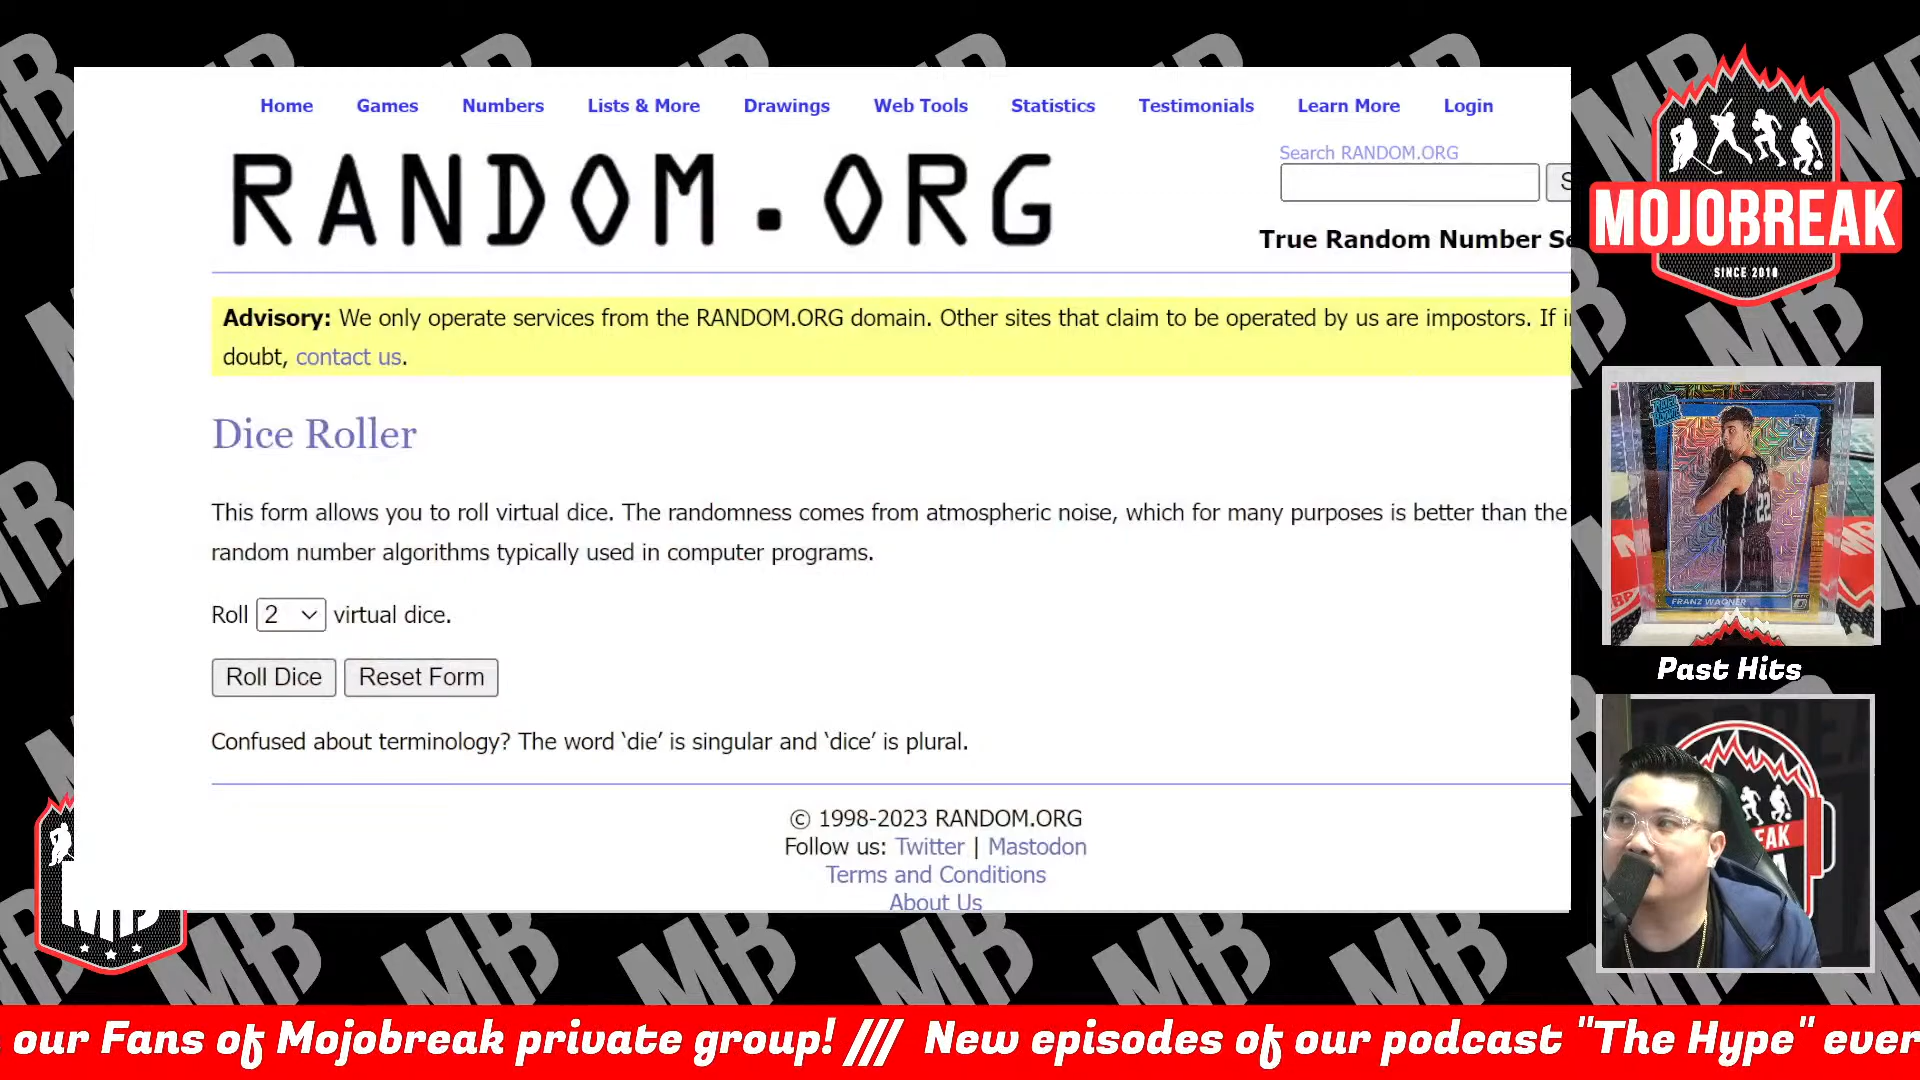 Home Games Numbers Lists & More Drawings Web Tools Statistics Testimonials Learn More Login
RANDOM.ORG
Search RANDOM.ORG
True Random Number Se
Advisory: We only operate services from the RANDOM.ORG domain. Other sites that claim to be operated by us are impostors. If in
doubt, contact us.
Dice Roller
This form allows you to roll virtual dice. The randomness comes from atmospheric noise, which for many purposes is better than the
random number algorithms typically used in computer programs.
Roll 2 virtual dice.
Roll Dice Reset Form
Confused about terminology? The word ‘die’ is singular and ‘dice’ is plural.
© 1998-2023 RANDOM.ORG
Follow us: Twitter | Mastodon
Terms and Conditions
About Us
MOJOBREAK
SINCE 2010
22
FRANZ WAGNER
Past Hits
EAK
MB
our Fans of Mojobreak private group! /// New episodes of our podcast "The Hype" ever